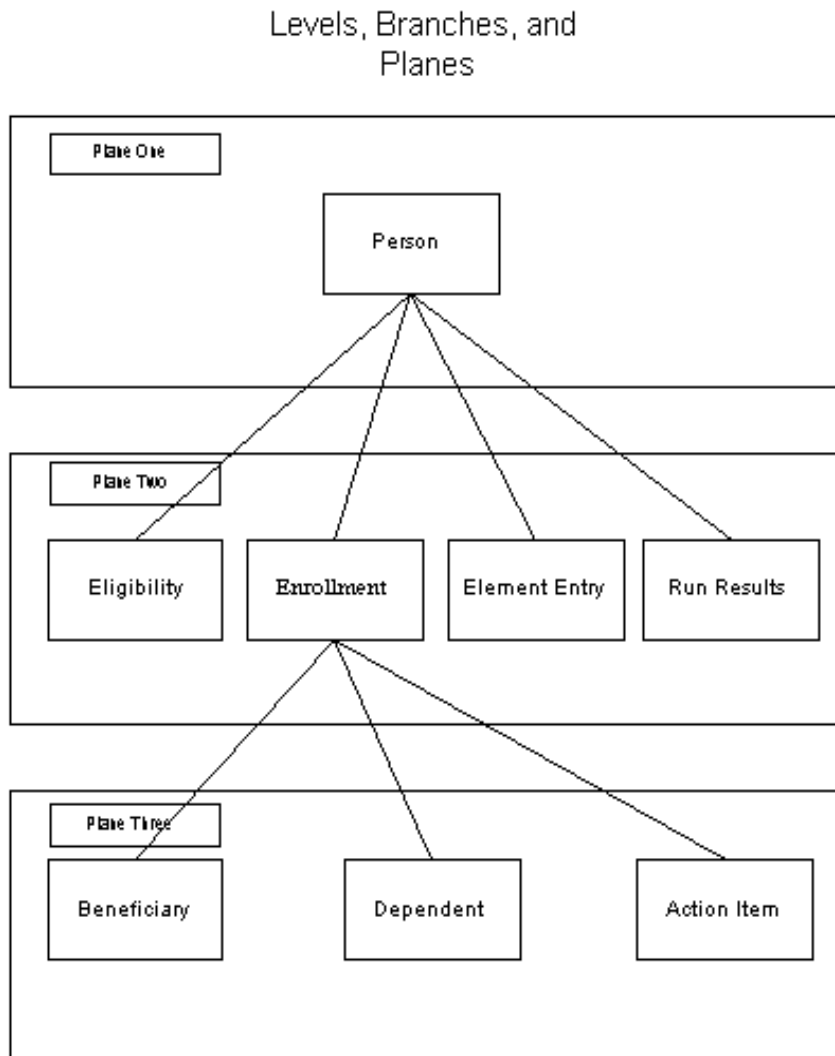 Levels, Branches, and
Planes
Plane One
Person
Plane Two
Eligibility
Enrollment
Element Entry
Run Results
Plane Three
Beneficiary
Dependent
Action Item